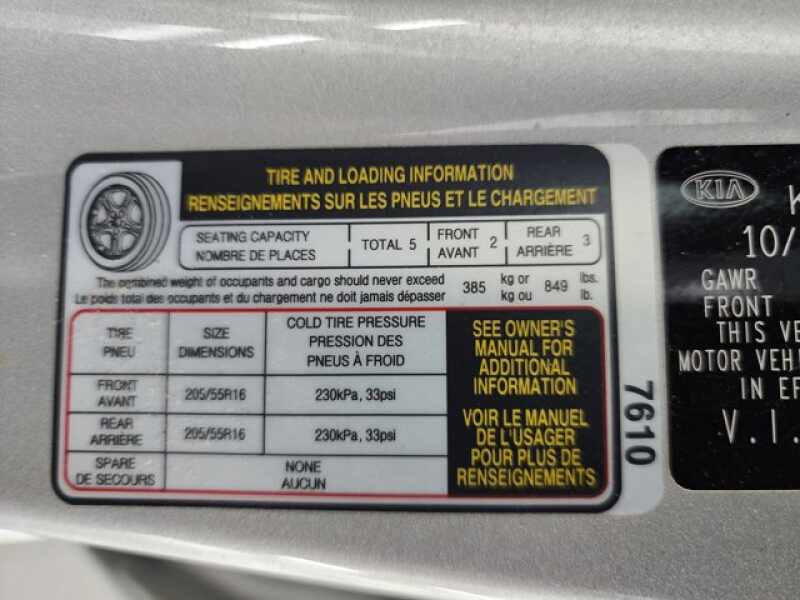 TIRE AND LOADING INFORMATION
RENSEIGNEMENTS SUR LES PNEUS ET LE CHARGEMENT
SEATING CAPACITY
NOMBRE DE PLACES
TOTAL 5
FRONT
AVANT 2
REAR
ARRIÈRE 3
The combined weight of occupants and cargo should never exceed 385 kg or 849 lbs.
Le poids total des occupants et du chargement ne doit jamais dépasser kg ou lb.
TIRE
PNEU
SIZE
DIMENSIONS
COLD TIRE PRESSURE
PRESSION DES
PNEUS À FROID
FRONT
AVANT
205/55R16
230kPa, 33psi
REAR
ARRIÈRE
205/55R16
230kPa, 33psi
SPARE
DE SECOURS
NONE
AUCUN
SEE OWNER'S
MANUAL FOR
ADDITIONAL
INFORMATION
VOIR LE MANUEL
DE L'USAGER
POUR PLUS DE
RENSEIGNEMENTS
7610
KIA
10/
GAWR
FRONT
THIS VE
MOTOR VEHI
IN EF
V.I.